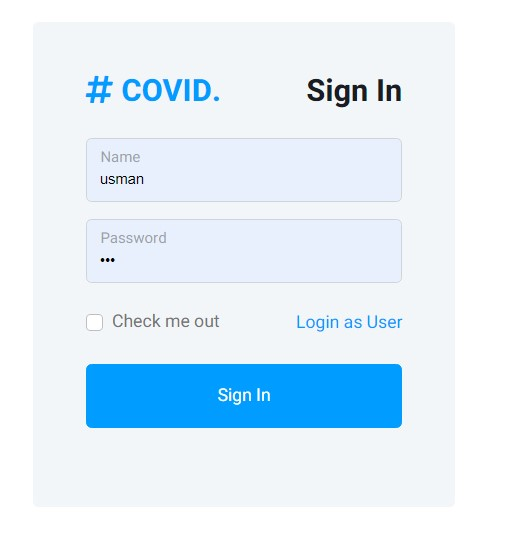 # COVID. Sign In
Name
usman
Password
•••
Check me out Login as User
Sign In